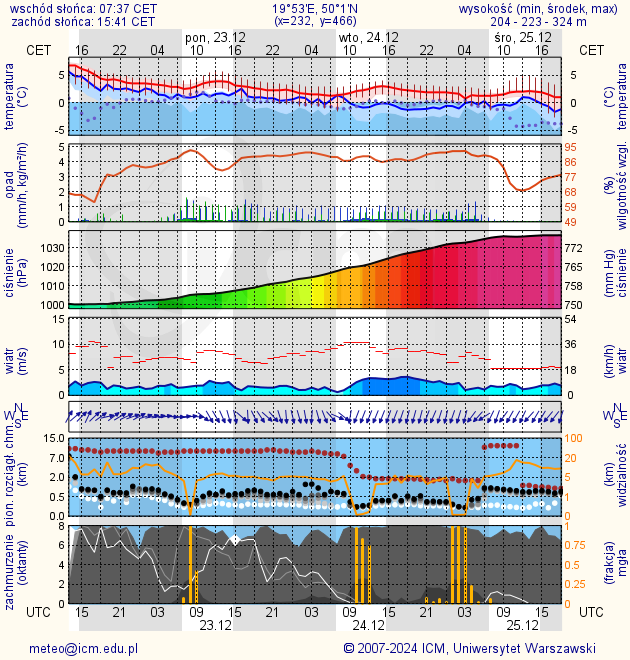 wschód słońca: 07:37 CET 19°53'E, 50°1'N wysokość (min, środek, max)
zachód słońca: 15:41 CET (x=232, y=466) 204 - 223 - 324 m
pon, 23.12 wto, 24.12 śro, 25.12
CET 16 22 04 10 16 22 04 10 16 22 04 10 16 CET
temperatura (°C) 5 0 -5 5 0 -5 temperatura (°C)
opad (mm/h, kg/m²/h) 5 4 3 2 1 0 95 86 77 68 59 49 (%) wilgotność wzgl.
ciśnienie (hPa) 1030 1020 1010 1000 772 765 758 750 (mm Hg) ciśnienie
wiatr (m/s) 15 10 5 0 54 36 18 0 (km/h) wiatr
N W E S N W E S
pion. rozciągł. chm. (km) 15.0 7.0 2.0 0.5 0.0 100 20 5 1 0 (km) widzialność
zachmurzenie (oktanty) 8 6 4 2 0 1 0.75 0.5 0.25 0 (frakcja) mgła
UTC 15 21 03 09 15 21 03 09 15 21 03 09 15 UTC
23.12 24.12 25.12
meteo@icm.edu.pl © 2007-2024 ICM, Uniwersytet Warszawski